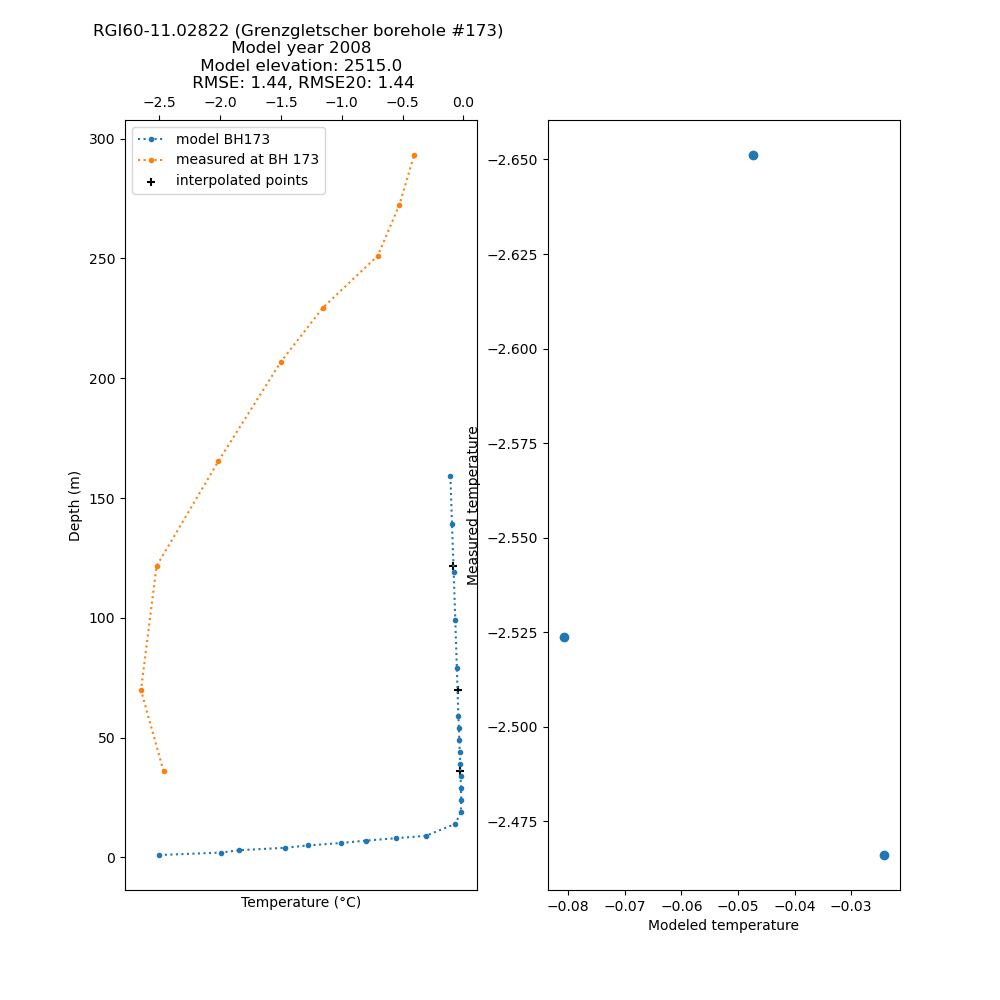 RGI60-11.02822 (Grenzgletscher borehole #173)
Model year 2008
Model elevation: 2515.0
RMSE: 1.44, RMSE20: 1.44
−2.5 −2.0 −1.5 −1.0 −0.5 0.0
model BH173
measured at BH 173
interpolated points
300
250
200
150
100
50
0
Depth (m)
Temperature (°C)
−2.650
−2.625
−2.600
−2.575
−2.550
−2.525
−2.500
−2.475
Measured temperature
−0.08 −0.07 −0.06 −0.05 −0.04 −0.03
Modeled temperature